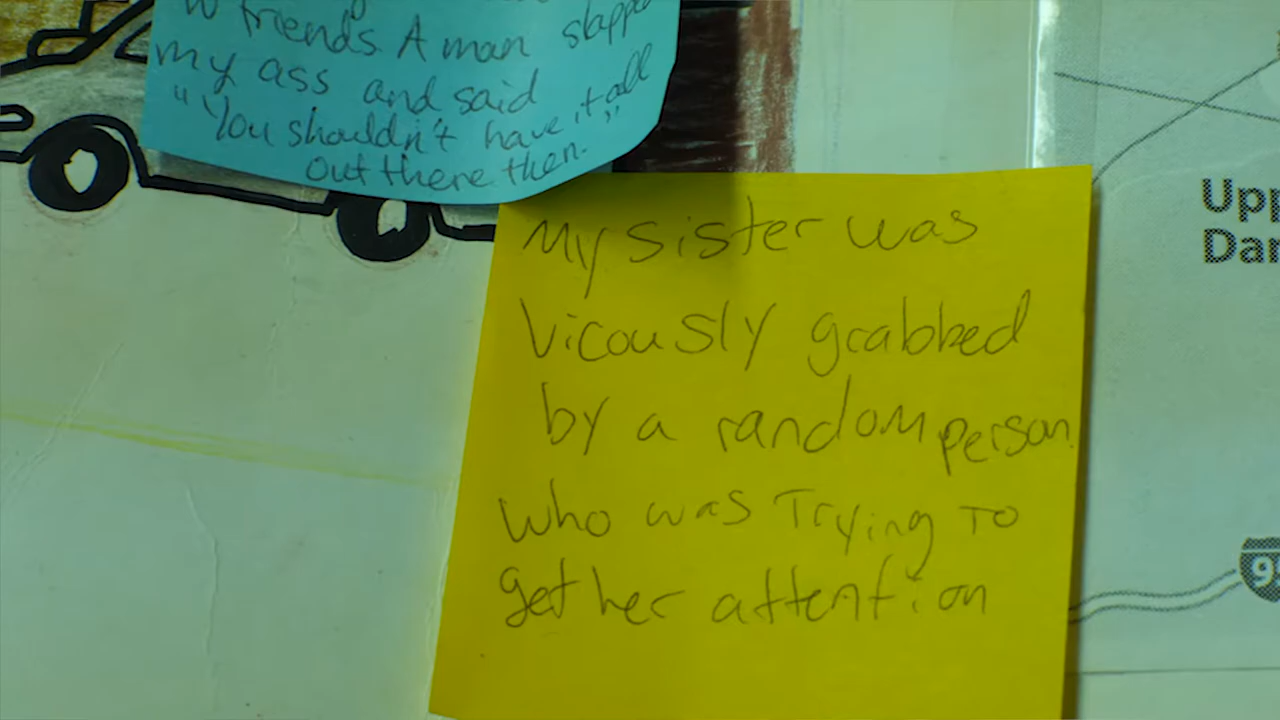 w friends. A man slapped
my ass and said
"You shouldn't have it all
out there then."
My sister was
Vicously grabbed
by a random person
who was Trying To
get her attention
Upp
Dar
9